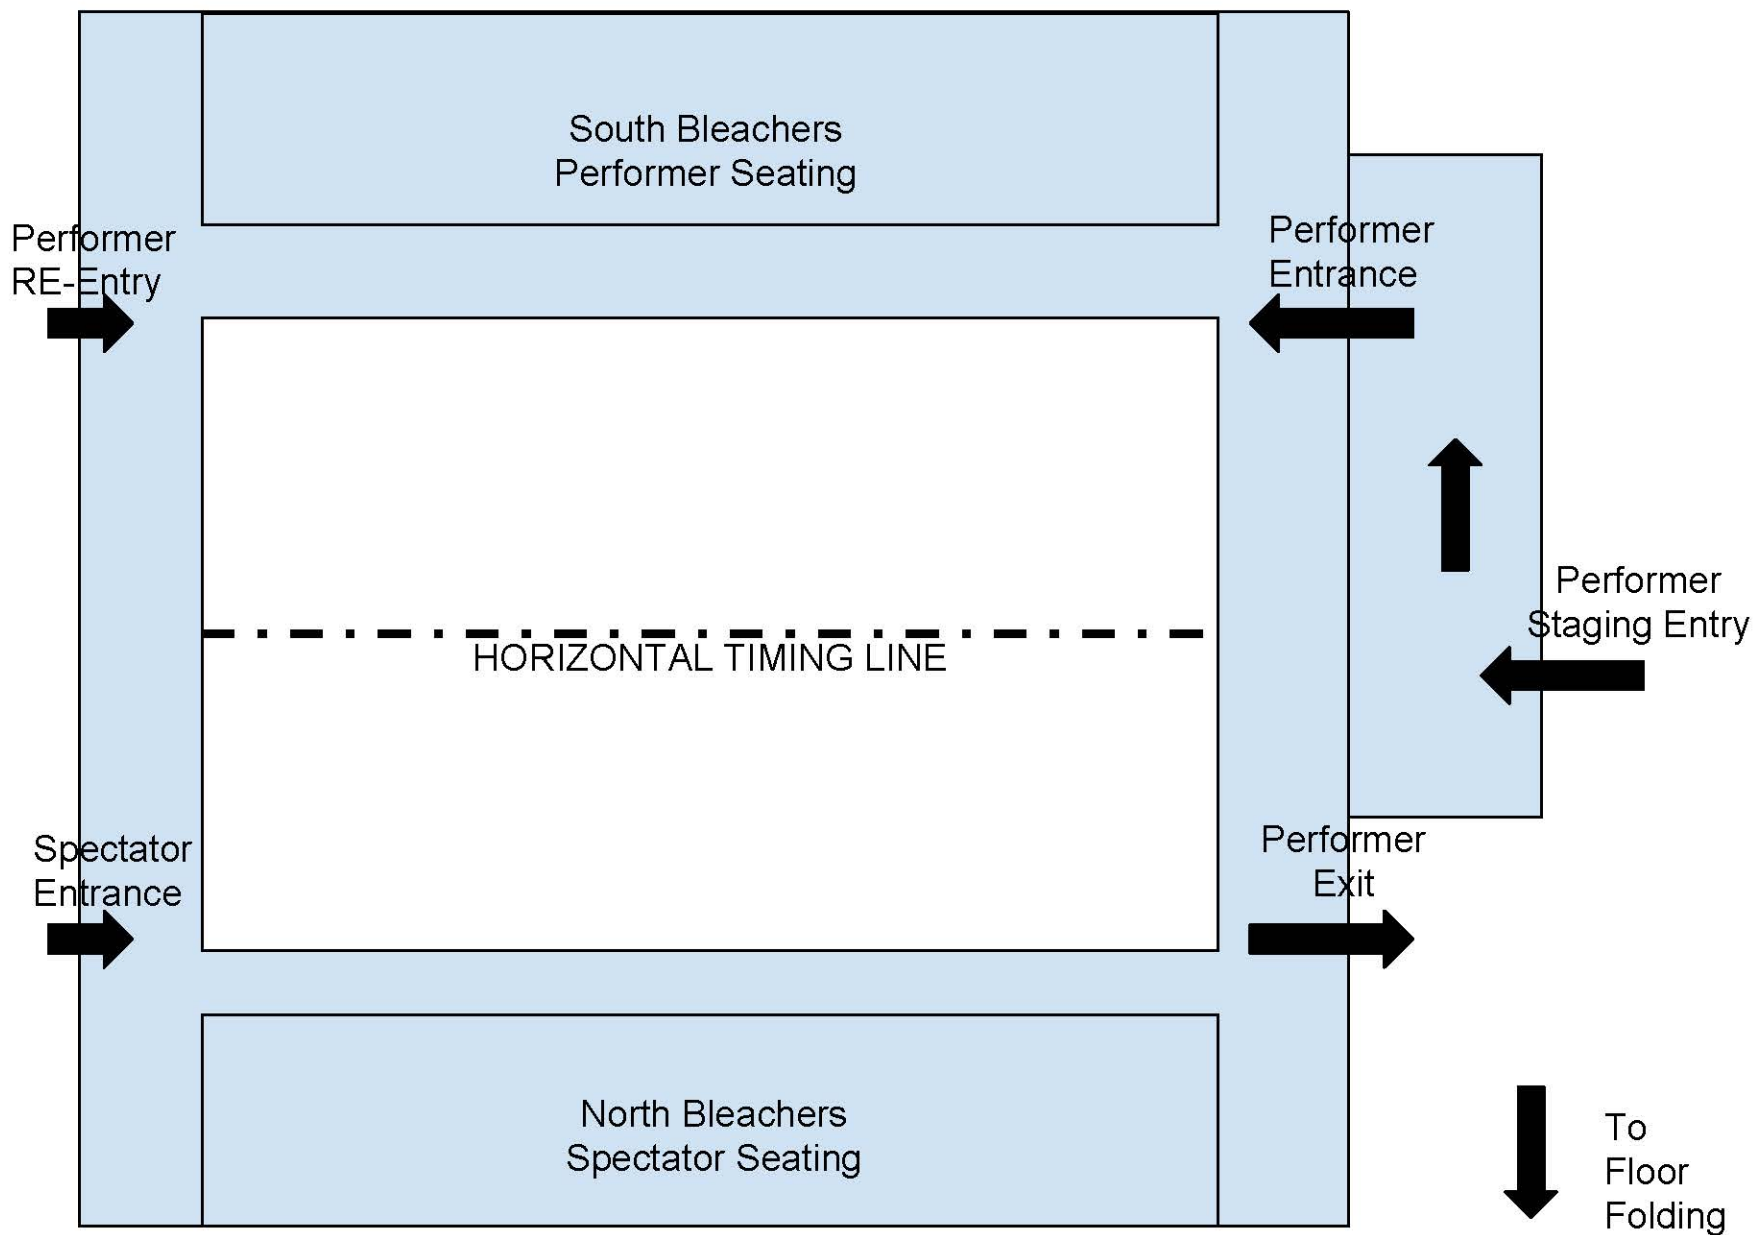 South Bleachers
Performer Seating
Performer
RE-Entry
Performer
Entrance
HORIZONTAL TIMING LINE
Performer
Staging Entry
Spectator
Entrance
Performer
Exit
North Bleachers
Spectator Seating
To
Floor
Folding